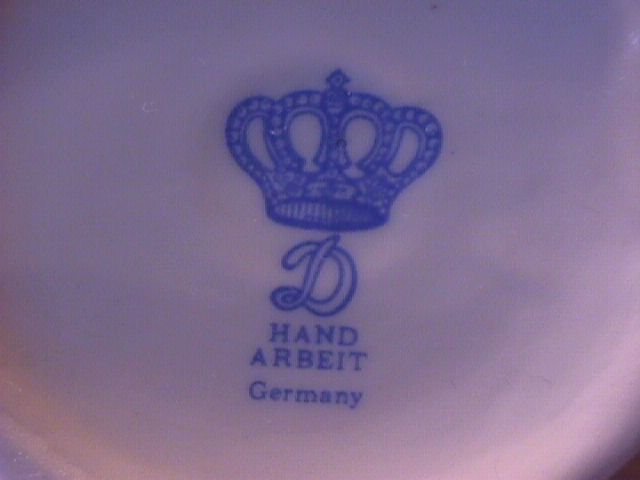 D
HAND
ARBEIT
Germany